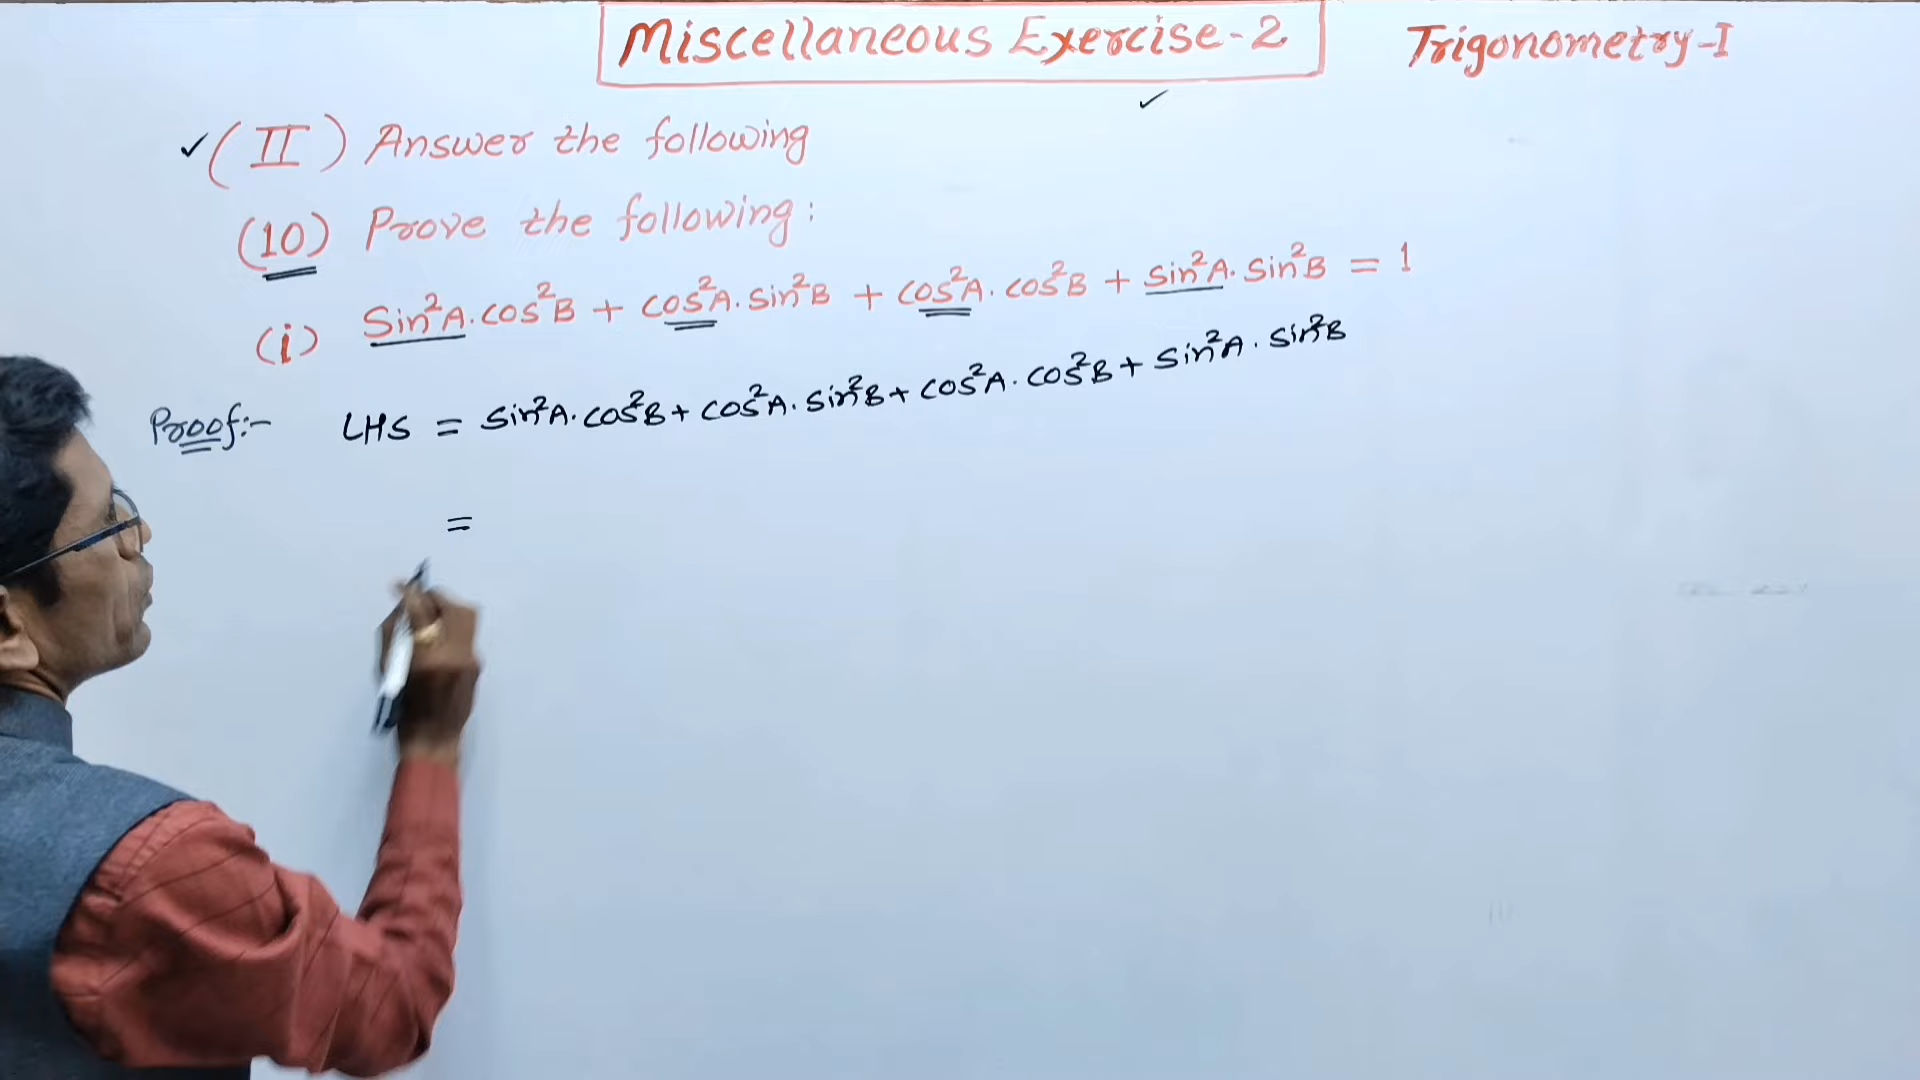 Miscellaneous Exercise-2
Trigonometry-I
(II) Answer the following
(10) Prove the following:
(i) Sin²A.cos²B + cos²A.sin²B + cos²A.cos²B + sin²A.sin²B = 1
Proof:- LHS = sin²A.cos²B + cos²A.sin²B + cos²A.cos²B + sin²A.sin²B
=